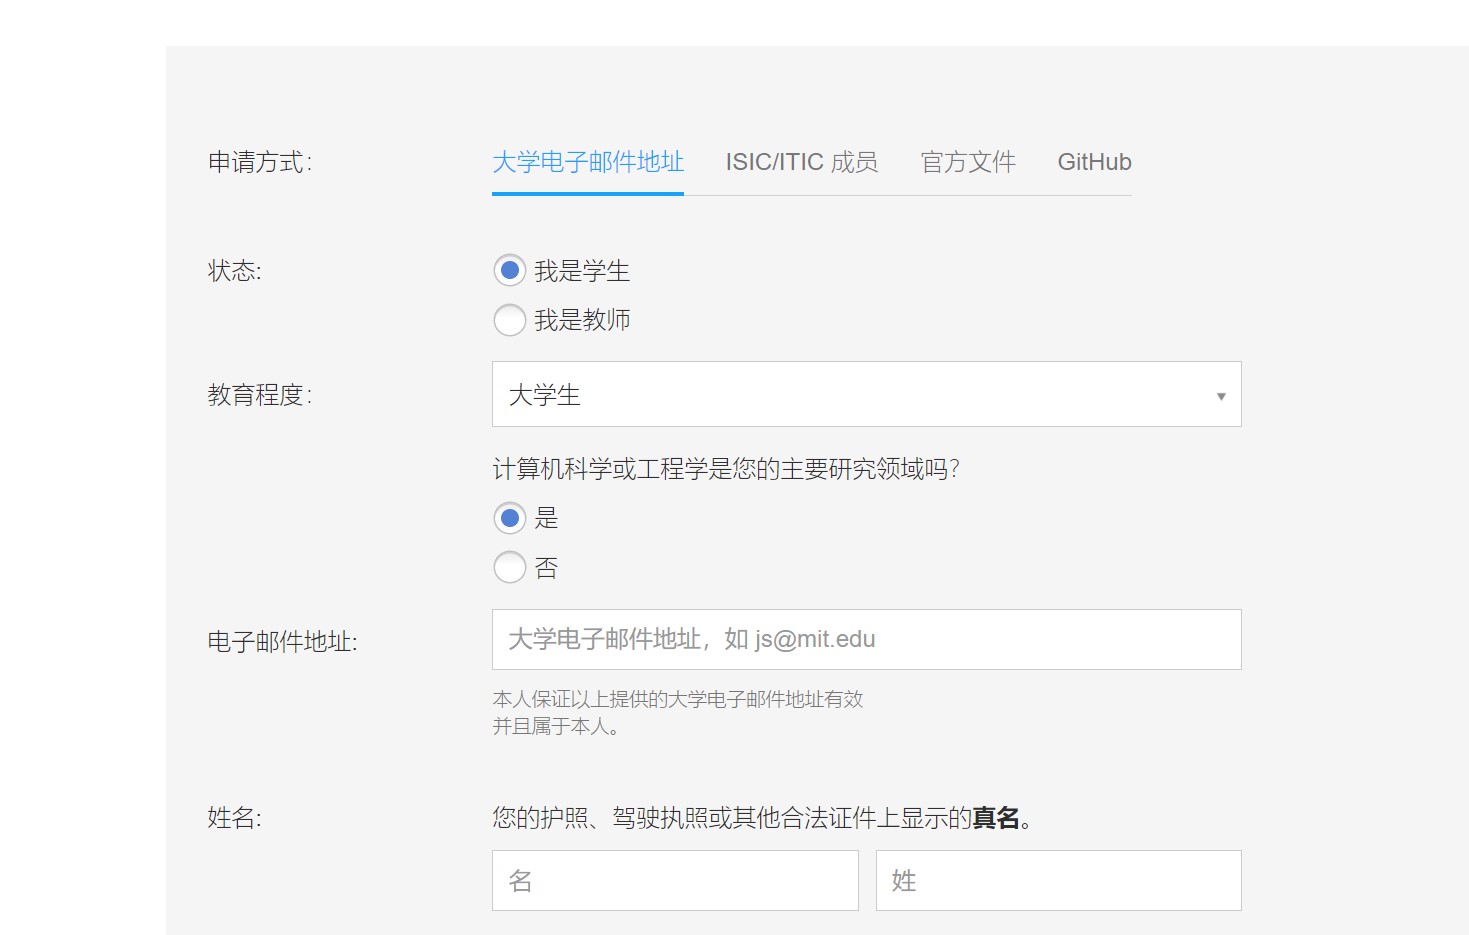 申请方式:
大学电子邮件地址 ISIC/ITIC 成员 官方文件 GitHub
状态:
我是学生
我是教师
教育程度:
大学生
计算机科学或工程学是您的主要研究领域吗?
是
否
电子邮件地址:
大学电子邮件地址，如 js@mit.edu
本人保证以上提供的大学电子邮件地址有效
并且属于本人。
姓名:
您的护照、驾驶执照或其他合法证件上显示的真名。
名 姓